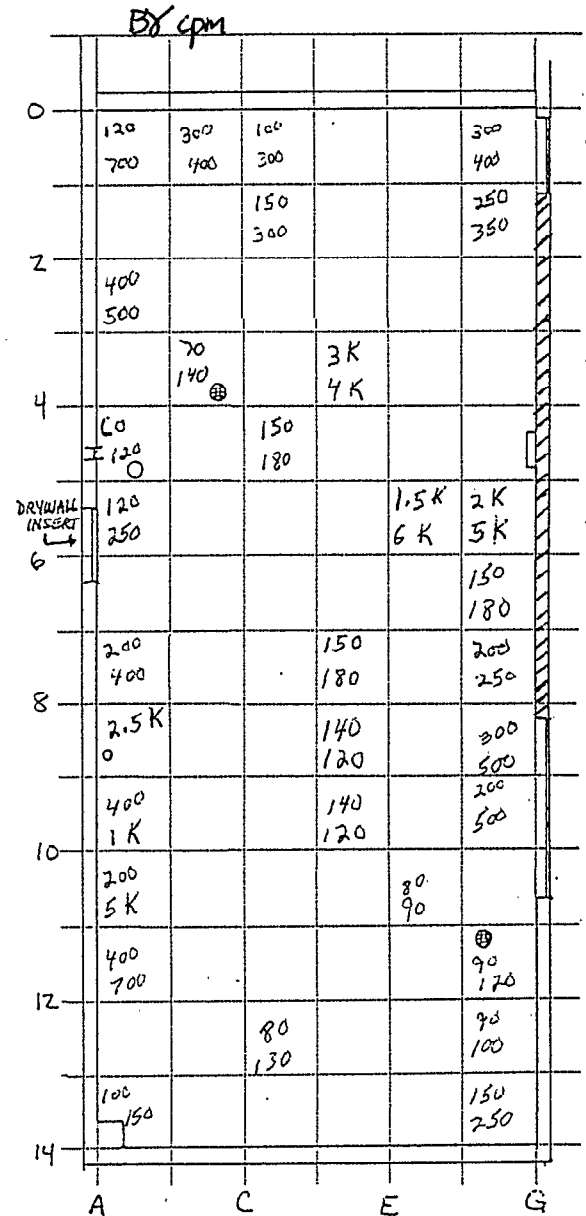 βγ cpm
0
120 300 100 300
700 400 300 400
150 250
300 350
2
400
500
70 3K
140 4K
4
60 150
120 180
DRYWALL INSERT
120 1.5K 2K
250 6K 5K
6
150
180
200 150 200
400 180 250
8
2.5K 140 300
120 500
400 140 200
1K 120 500
10
200 80
5K 90
400 90
700 120
12
80 90
130 100
100 150
150 250
14
A C E G